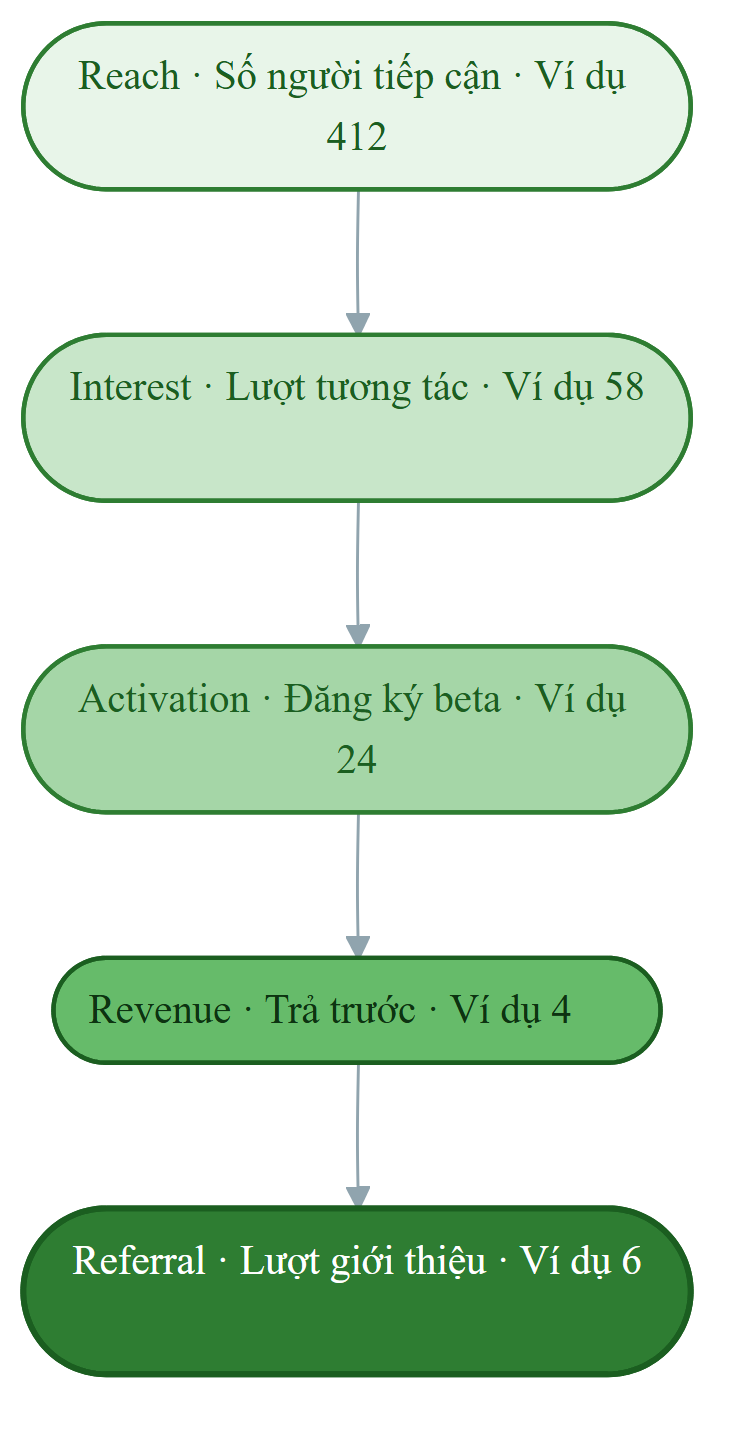 Reach · Số người tiếp cận · Ví dụ
412
Interest · Lượt tương tác · Ví dụ 58
Activation · Đăng ký beta · Ví dụ
24
Revenue · Trả trước · Ví dụ 4
Referral · Lượt giới thiệu · Ví dụ 6